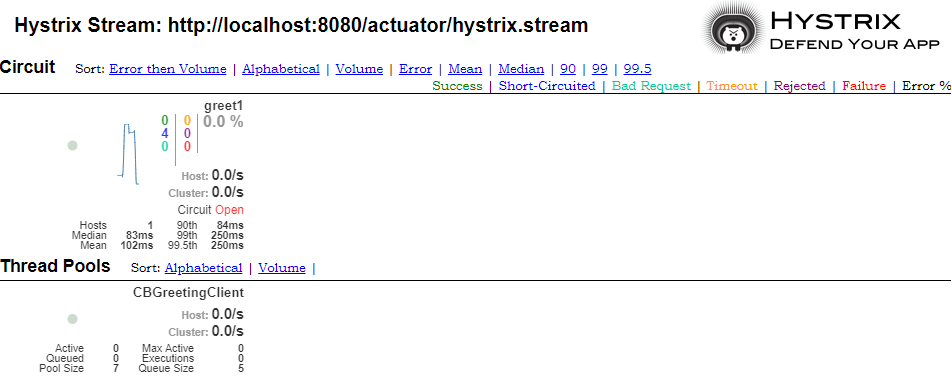 Hystrix Stream: http://localhost:8080/actuator/hystrix.stream
HYSTRIX
DEFEND YOUR APP
Circuit Sort: Error then Volume | Alphabetical | Volume | Error | Mean | Median | 90 | 99 | 99.5
Success | Short-Circuited | Bad Request | Timeout | Rejected | Failure | Error %
greet1
0 0 0.0 %
4 0
0 0
Host: 0.0/s
Cluster: 0.0/s
Circuit Open
Hosts 1 90th 84ms
Median 83ms 99th 250ms
Mean 102ms 99.5th 250ms
Thread Pools Sort: Alphabetical | Volume |
CBGreetingClient
Host: 0.0/s
Cluster: 0.0/s
Active 0 Max Active 0
Queued 0 Executions 0
Pool Size 7 Queue Size 5